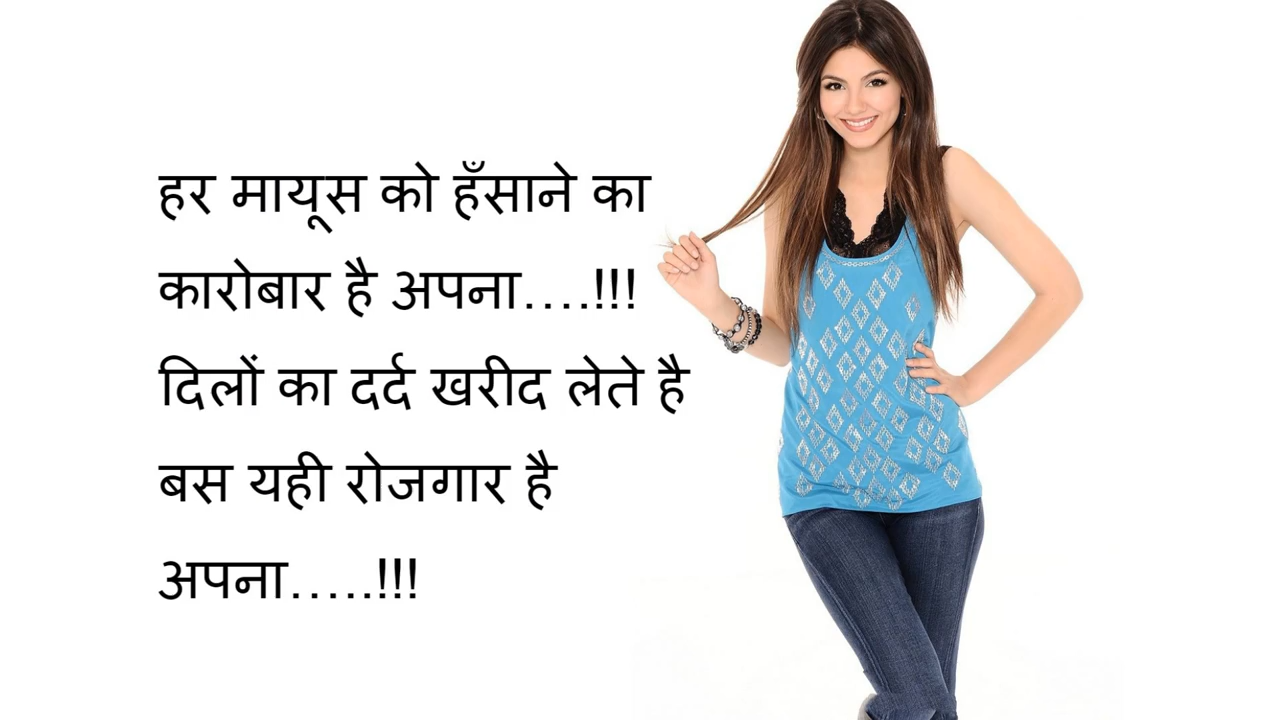 हर मायूस को हँसाने का
कारोबार है अपना....!!!
दिलों का दर्द खरीद लेते है
बस यही रोजगार है
अपना.....!!!